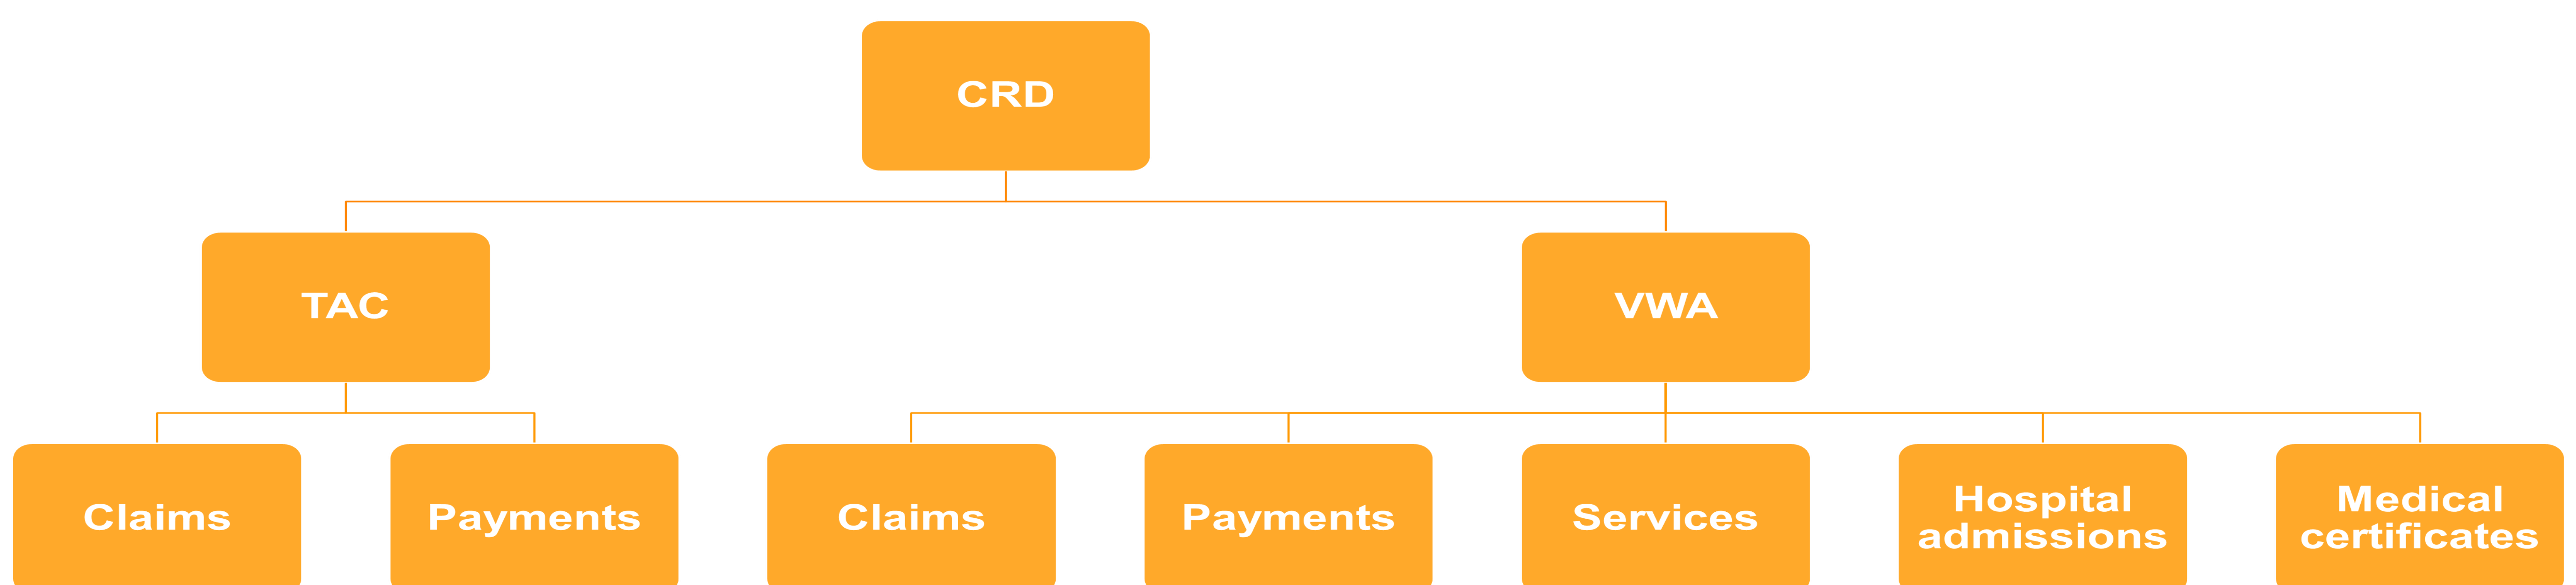 CRD
TAC
VWA
Claims
Payments
Claims
Payments
Services
Hospital
admissions
Medical
certificates